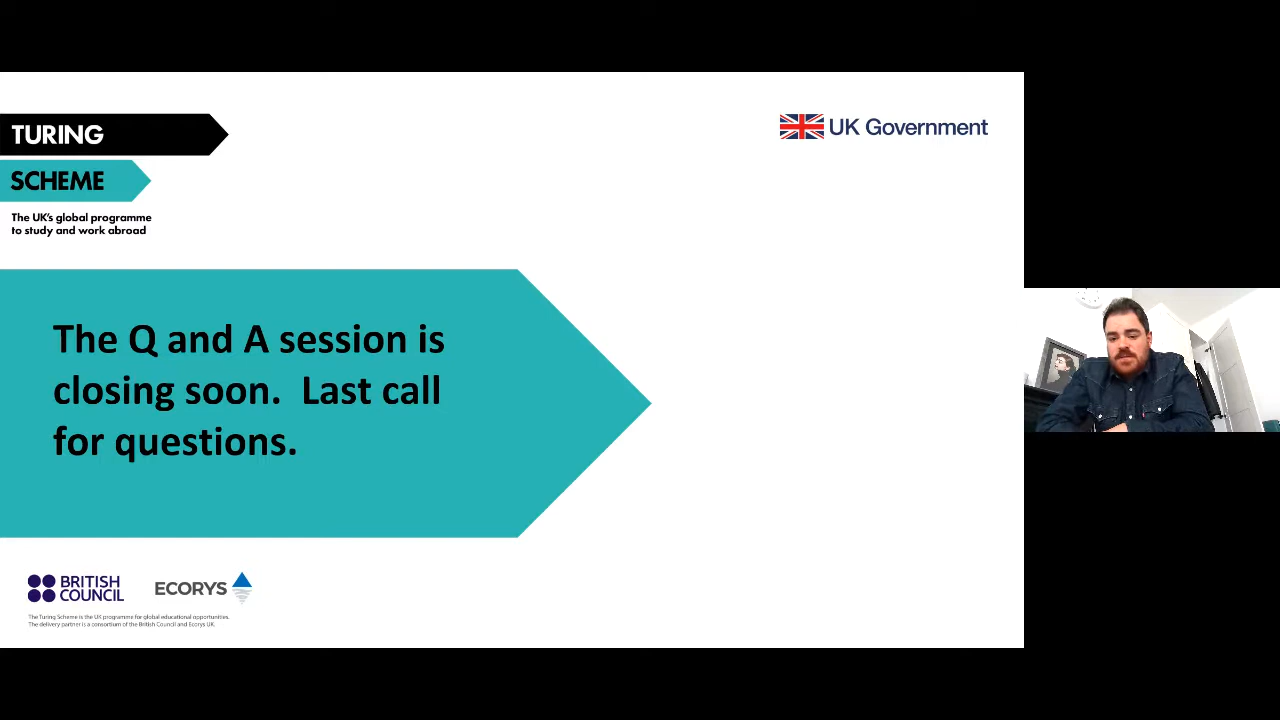 TURING
SCHEME
The UK's global programme
to study and work abroad
UK Government
The Q and A session is
closing soon.  Last call
for questions.
BRITISH
COUNCIL
ECORYS
The Turing Scheme is the UK programme for global educational opportunities.
The delivery partner is a consortium of the British Council and Ecorys UK.